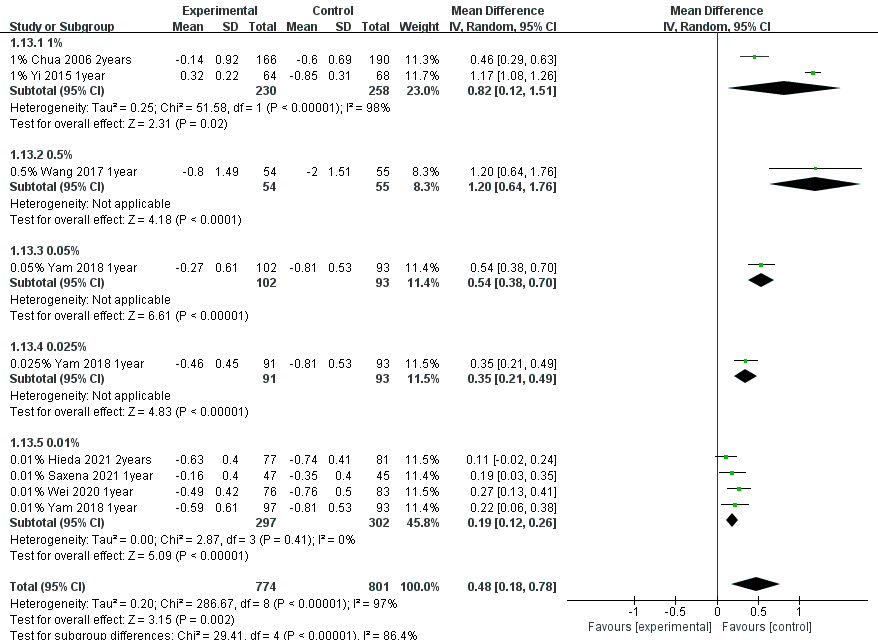 Experimental Control Mean Difference Mean Difference
Study or Subgroup Mean SD Total Mean SD Total Weight IV, Random, 95% CI IV, Random, 95% CI
1.13.1 1%
1% Chua 2006 2years -0.14 0.92 166 -0.6 0.69 190 11.3% 0.46 [0.29, 0.63]
1% Yi 2015 1year 0.32 0.22 64 -0.85 0.31 68 11.7% 1.17 [1.08, 1.26]
Subtotal (95% CI) 230 258 23.0% 0.82 [0.12, 1.51]
Heterogeneity: Tau² = 0.25; Chi² = 51.58, df = 1 (P < 0.00001); I² = 98%
Test for overall effect: Z = 2.31 (P = 0.02)
1.13.2 0.5%
0.5% Wang 2017 1year -0.8 1.49 54 -2 1.51 55 8.3% 1.20 [0.64, 1.76]
Subtotal (95% CI) 54 55 8.3% 1.20 [0.64, 1.76]
Heterogeneity: Not applicable
Test for overall effect: Z = 4.18 (P < 0.0001)
1.13.3 0.05%
0.05% Yam 2018 1year -0.27 0.61 102 -0.81 0.53 93 11.4% 0.54 [0.38, 0.70]
Subtotal (95% CI) 102 93 11.4% 0.54 [0.38, 0.70]
Heterogeneity: Not applicable
Test for overall effect: Z = 6.61 (P < 0.00001)
1.13.4 0.025%
0.025% Yam 2018 1year -0.46 0.45 91 -0.81 0.53 93 11.5% 0.35 [0.21, 0.49]
Subtotal (95% CI) 91 93 11.5% 0.35 [0.21, 0.49]
Heterogeneity: Not applicable
Test for overall effect: Z = 4.83 (P < 0.00001)
1.13.5 0.01%
0.01% Hieda 2021 2years -0.63 0.4 77 -0.74 0.41 81 11.5% 0.11 [-0.02, 0.24]
0.01% Saxena 2021 1year -0.16 0.4 47 -0.35 0.4 45 11.5% 0.19 [0.03, 0.35]
0.01% Wei 2020 1year -0.49 0.42 76 -0.76 0.5 83 11.5% 0.27 [0.13, 0.41]
0.01% Yam 2018 1year -0.59 0.61 97 -0.81 0.53 93 11.4% 0.22 [0.06, 0.38]
Subtotal (95% CI) 297 302 45.8% 0.19 [0.12, 0.26]
Heterogeneity: Tau² = 0.00; Chi² = 2.87, df = 3 (P = 0.41); I² = 0%
Test for overall effect: Z = 5.09 (P < 0.00001)
Total (95% CI) 774 801 100.0% 0.48 [0.18, 0.78]
Heterogeneity: Tau² = 0.20; Chi² = 286.67, df = 8 (P < 0.00001); I² = 97%
Test for overall effect: Z = 3.15 (P = 0.002)
Test for subgroup differences: Chi² = 29.41, df = 4 (P < 0.00001), I² = 86.4%
-1 -0.5 0 0.5 1
Favours [experimental] Favours [control]